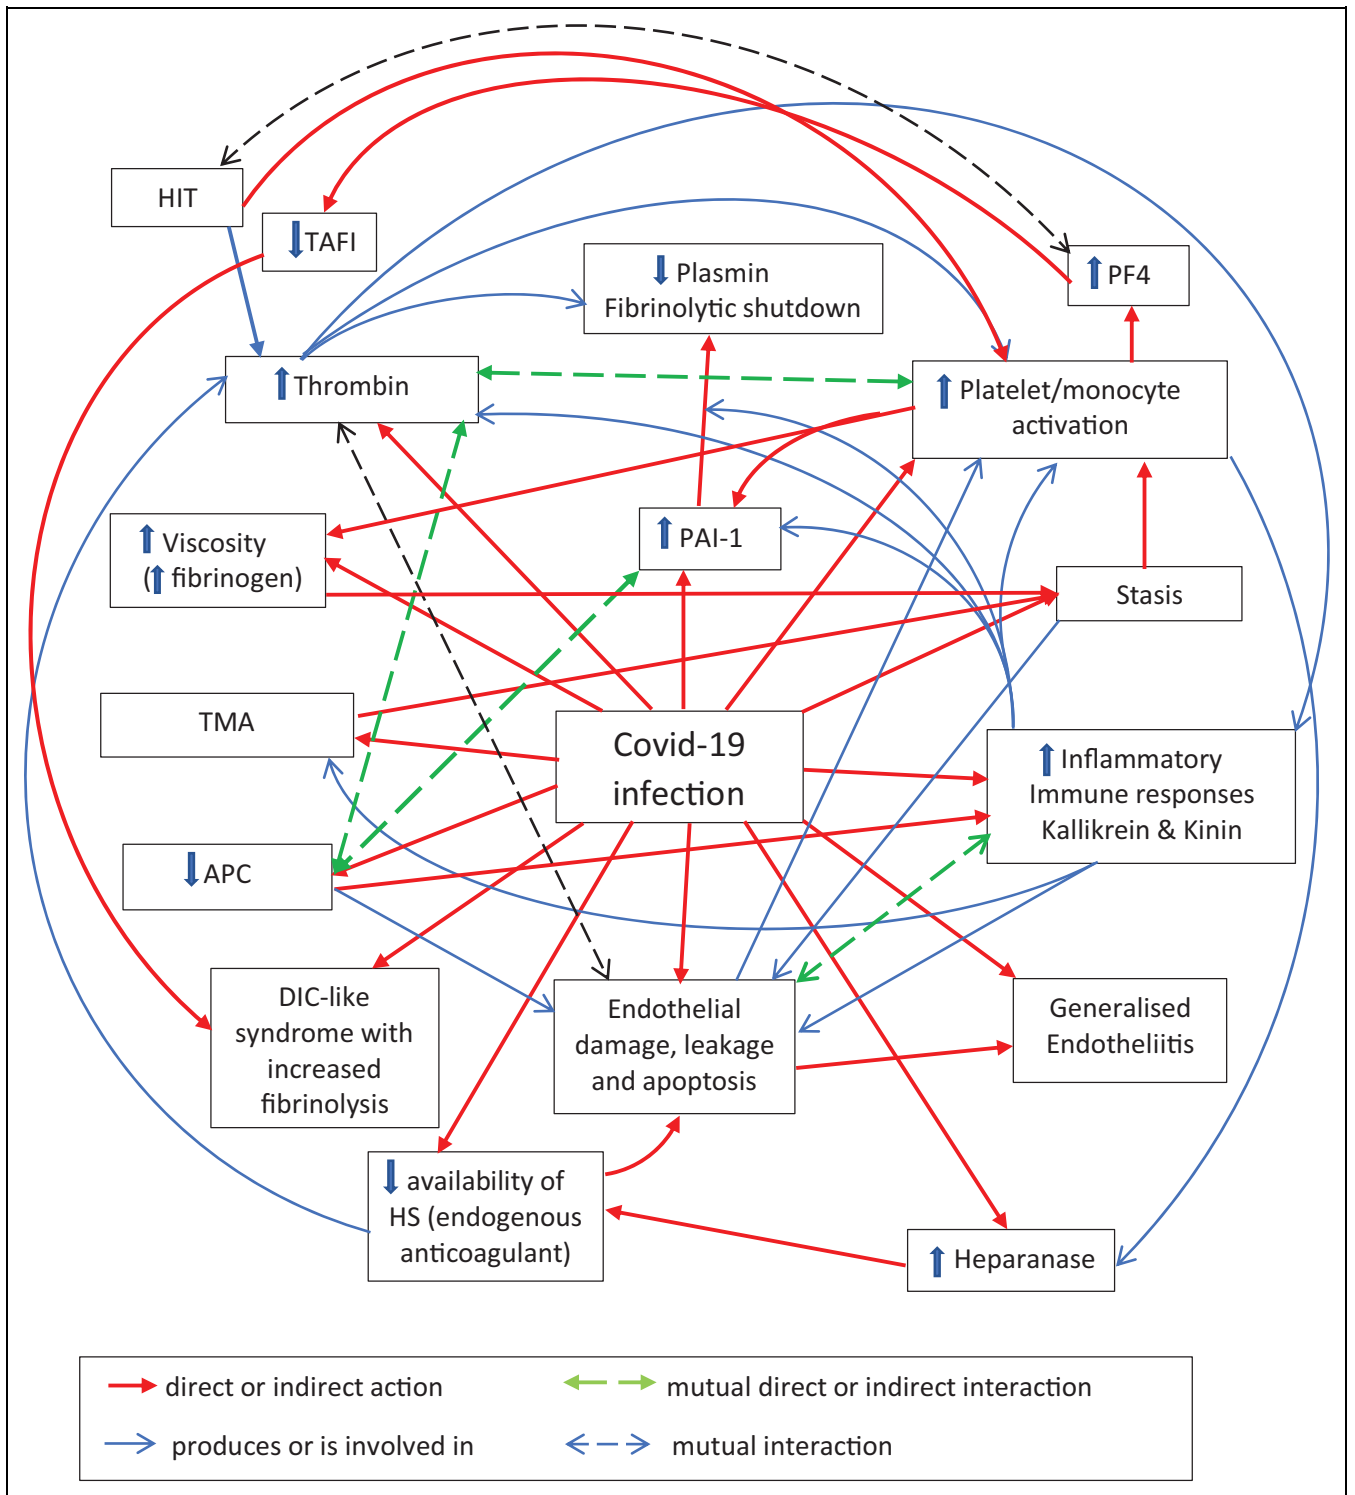 HIT
TAFI
Plasmin
Fibrinolytic shutdown
PF4
Thrombin
Platelet/monocyte
activation
Viscosity
(fibrinogen)
PAI-1
Stasis
TMA
Covid-19
infection
Inflammatory
Immune responses
Kallikrein & Kinin
APC
DIC-like
syndrome with
increased
fibrinolysis
Endothelial
damage, leakage
and apoptosis
Generalised
Endotheliitis
availability of
HS (endogenous
anticoagulant)
Heparanase
direct or indirect action
mutual direct or indirect interaction
produces or is involved in
mutual interaction